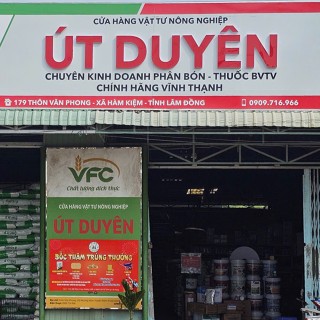 CỬA HÀNG VẬT TƯ NÔNG NGHIỆP
ÚT DUYÊN
CHUYÊN KINH DOANH PHÂN BÓN - THUỐC BVTV
CHÍNH HÃNG VĨNH THẠNH
179 THÔN VĂN PHONG - XÃ HÀM KIỆM - TỈNH LÂM ĐỒNG
0909.716.966
VFC
Chất lượng đích thực
CỬA HÀNG VẬT TƯ NÔNG NGHIỆP
ÚT DUYÊN
BỐC THĂM TRÚNG THƯỞNG